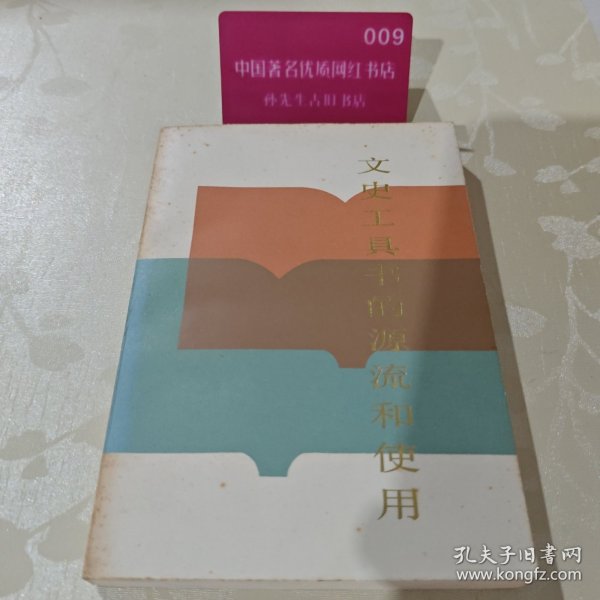 009
中国著名优质网红书店
孙先生古旧书店
文史工具书的源流和使用
孔夫子旧书网
www.kongfz.com